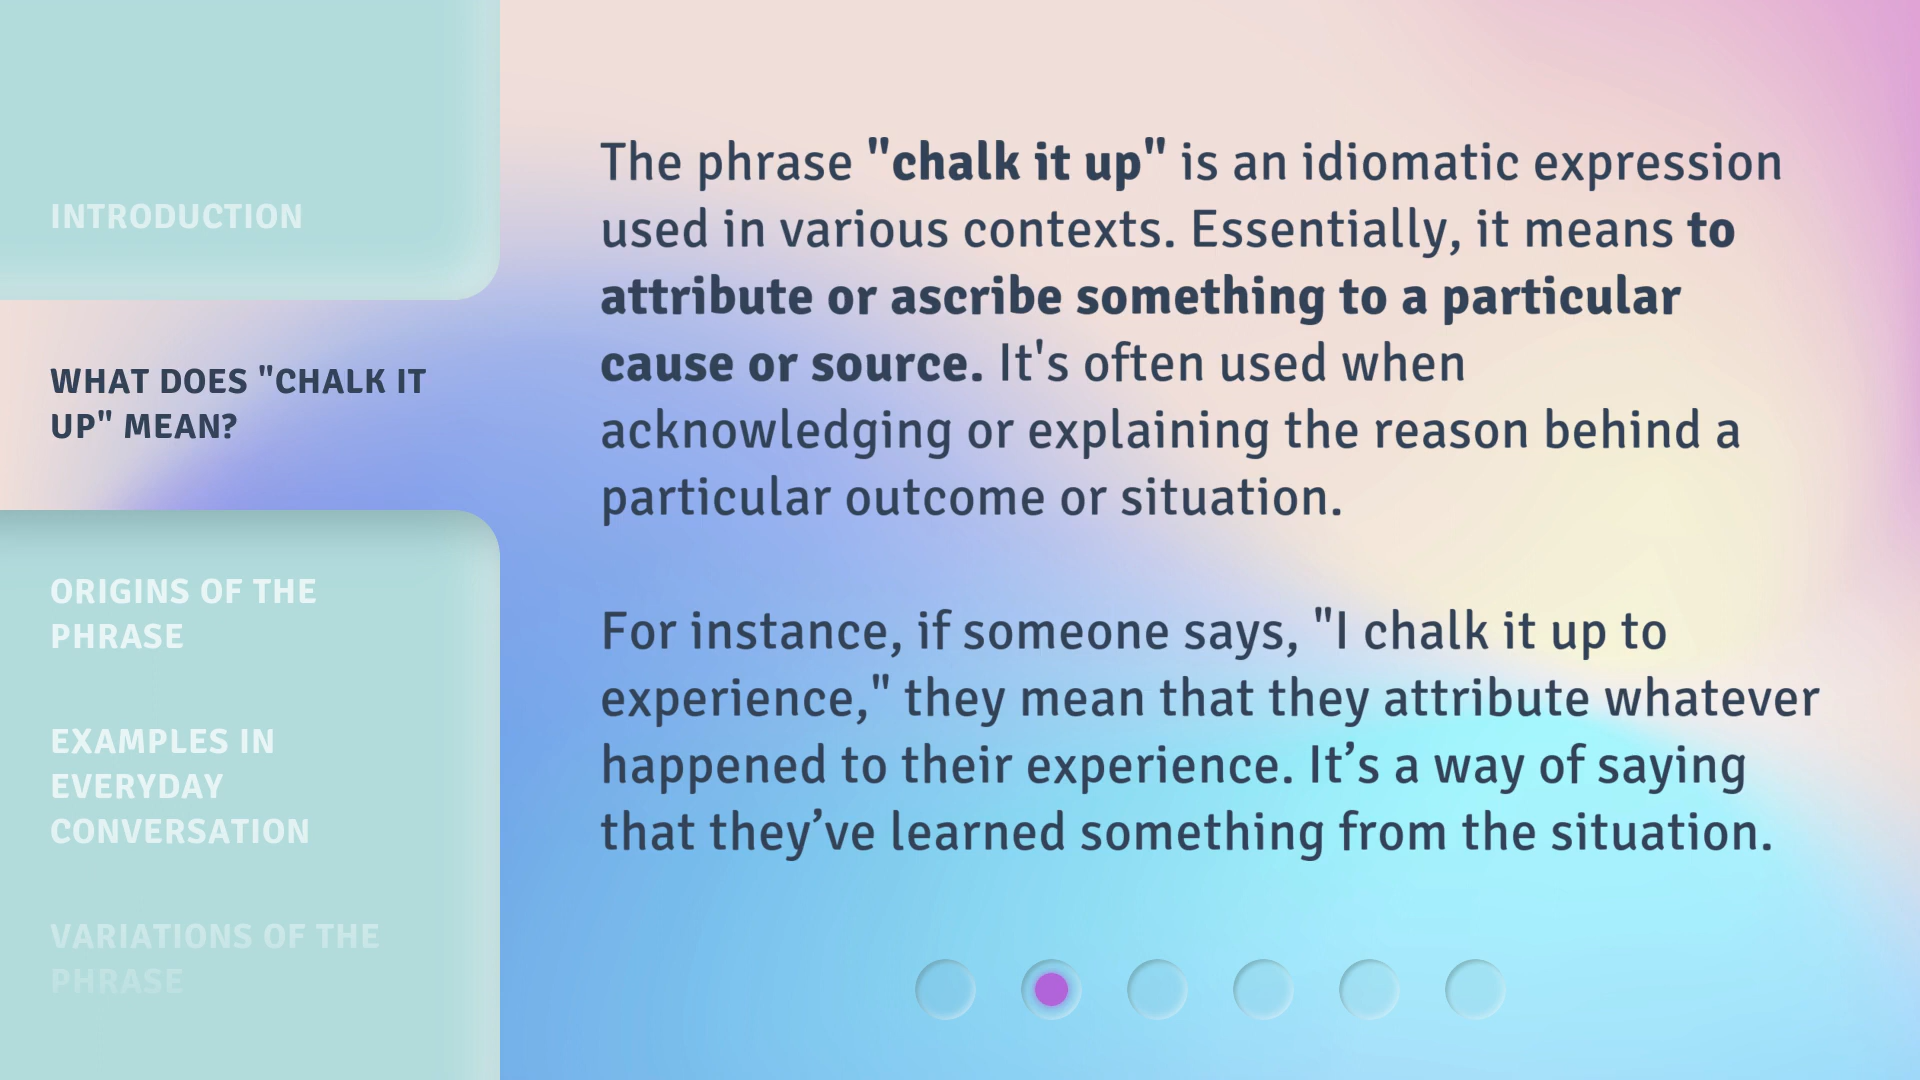 INTRODUCTION
WHAT DOES "CHALK IT
UP" MEAN?
ORIGINS OF THE
PHRASE
EXAMPLES IN
EVERYDAY
CONVERSATION
VARIATIONS OF THE
PHRASE
The phrase "chalk it up" is an idiomatic expression
used in various contexts. Essentially, it means to
attribute or ascribe something to a particular
cause or source. It's often used when
acknowledging or explaining the reason behind a
particular outcome or situation.
For instance, if someone says, "I chalk it up to
experience," they mean that they attribute whatever
happened to their experience. It’s a way of saying
that they’ve learned something from the situation.